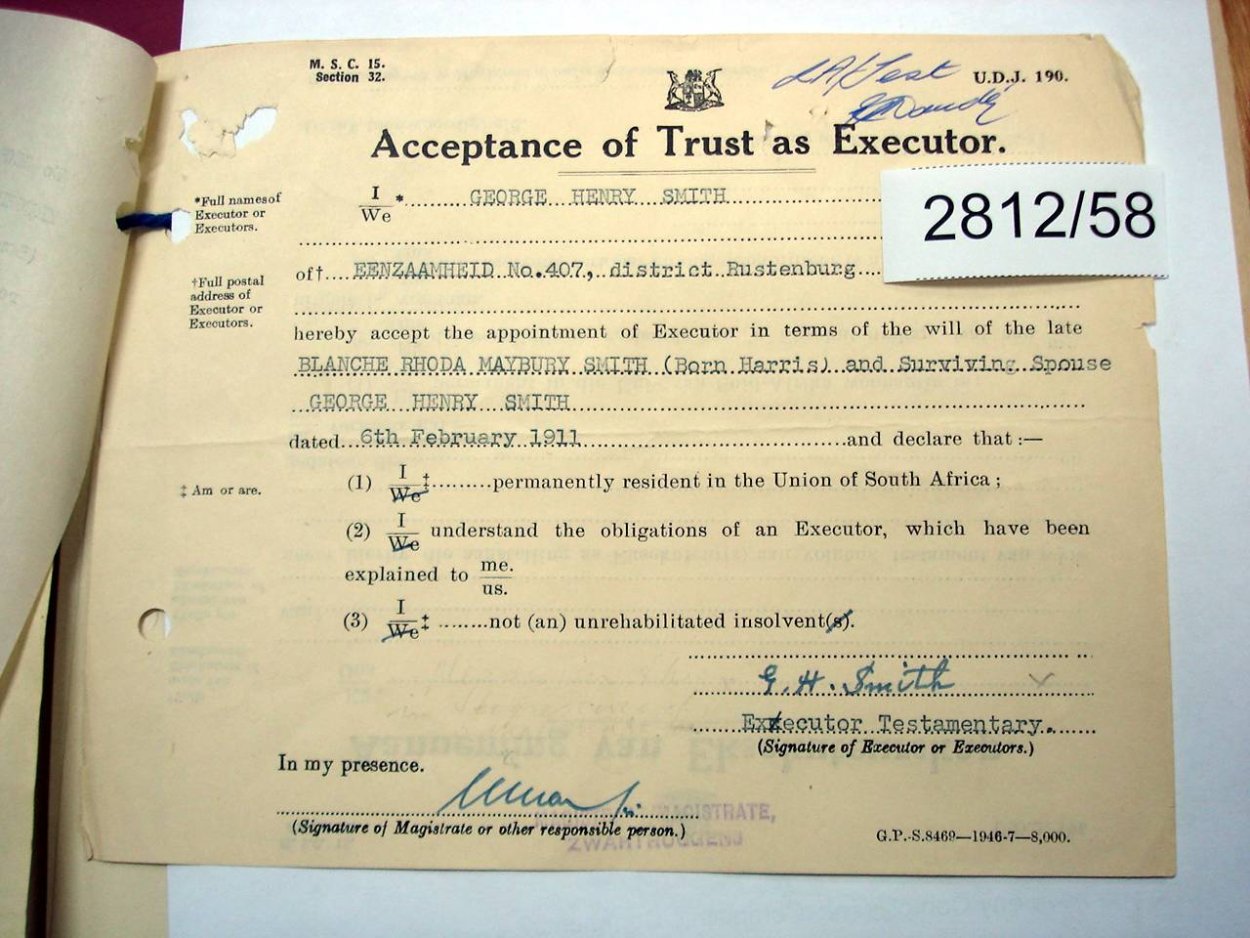 M. S. C. 15.
Section 32.
U.D.J. 190.
Acceptance of Trust as Executor.
2812/58
*Full names of
Executor or
Executors.
I
We *........GEORGE HENRY SMITH........
†Full postal
address of
Executor or
Executors.
of†....EENZAAMHEID No.407, district Rustenburg....
hereby accept the appointment of Executor in terms of the will of the late
BLANCHE RHODA MAYBURY SMITH (Born Harris) and Surviving Spouse
GEORGE HENRY SMITH
dated...6th February 1911........and declare that :—
‡ Am or are.
(1) I
We ‡.........permanently resident in the Union of South Africa ;
(2) I
We understand the obligations of an Executor, which have been
explained to me.
us.
(3) I
We ‡ ........not (an) unrehabilitated insolvent(s).
G. H. Smith
Exxecutor Testamentary.
(Signature of Executor or Executors.)
In my presence.
MAGISTRATE,
(Signature of Magistrate or other responsible person.)
ZWARTRUGGENS
G.P.-S.8469—1946-7—8,000.